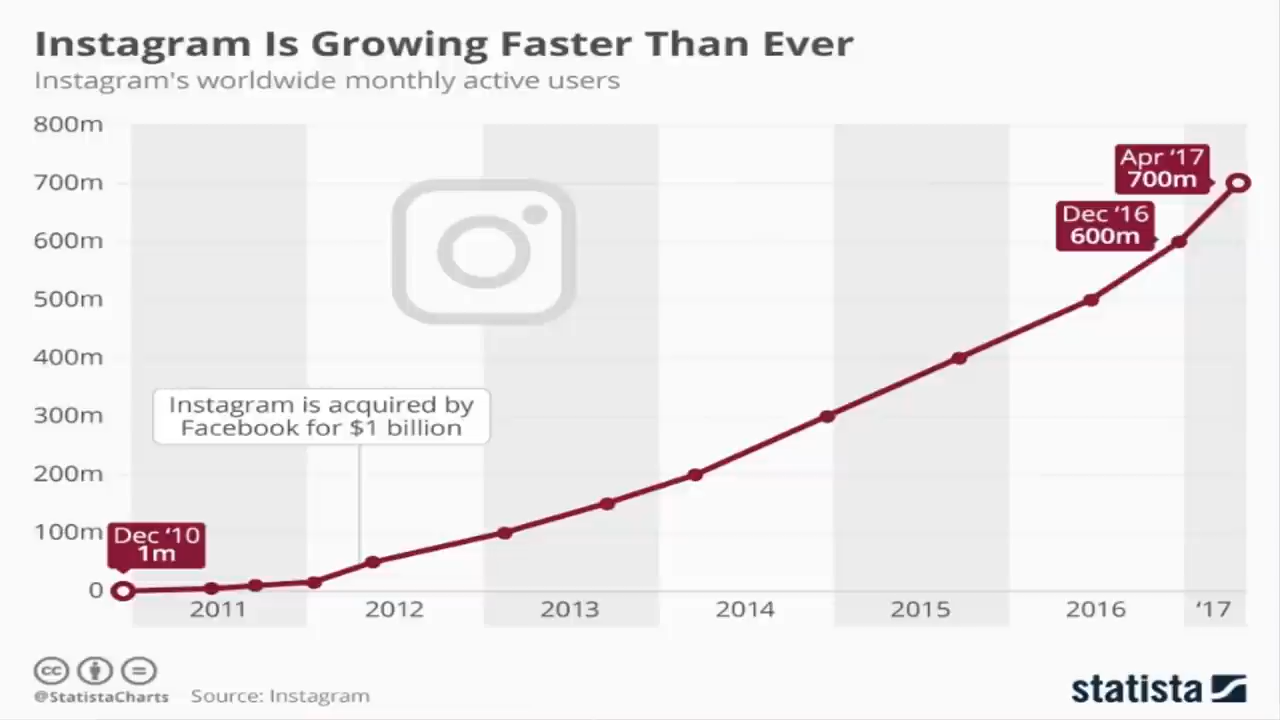 Instagram Is Growing Faster Than Ever
Instagram's worldwide monthly active users
800m
700m
600m
500m
400m
300m
200m
100m
0
Apr ‘17
700m
Dec ‘16
600m
Instagram is acquired by
Facebook for $1 billion
Dec ‘10
1m
2011 2012 2013 2014 2015 2016 ‘17
cc
@StatistaCharts Source: Instagram
statista